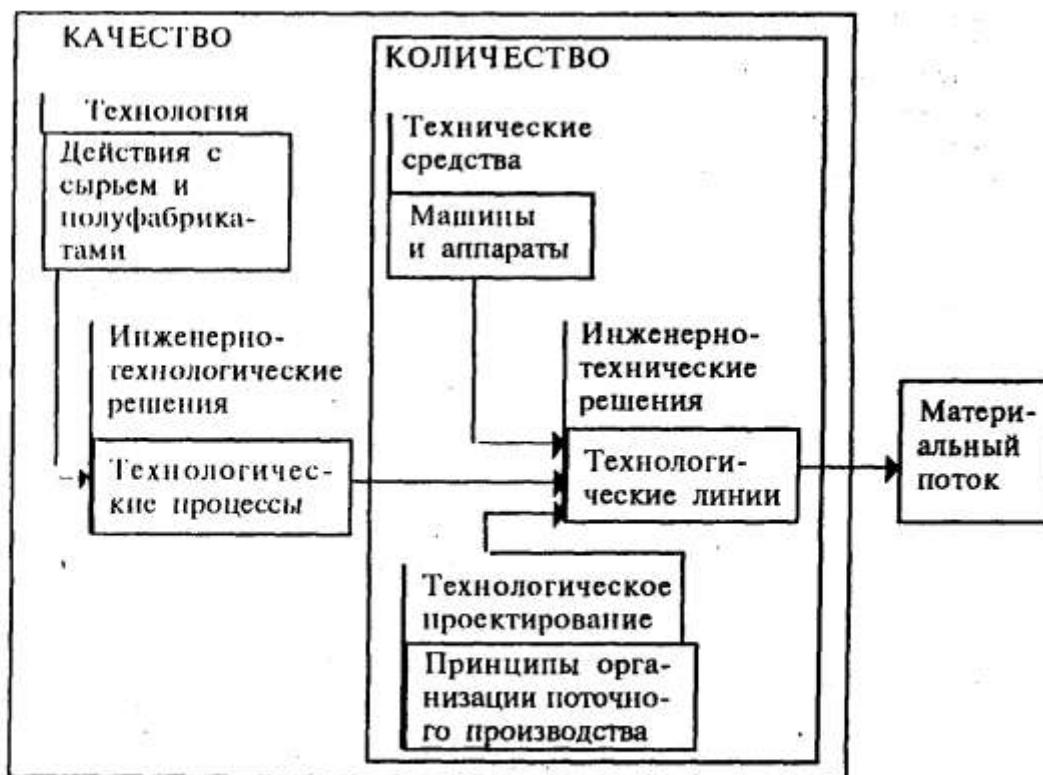 КАЧЕСТВО
Технология
Действия с
сырьем и
полуфабрика-
тами
Инженерно-
технологические
решения
Технологичес-
кие процессы
КОЛИЧЕСТВО
Технические
средства
Машины
и аппараты
Инженерно-
технические
решения
Технологи-
ческие линии
Технологическое
проектирование
Принципы орга-
низации поточно-
го производства
Матери-
альный
поток